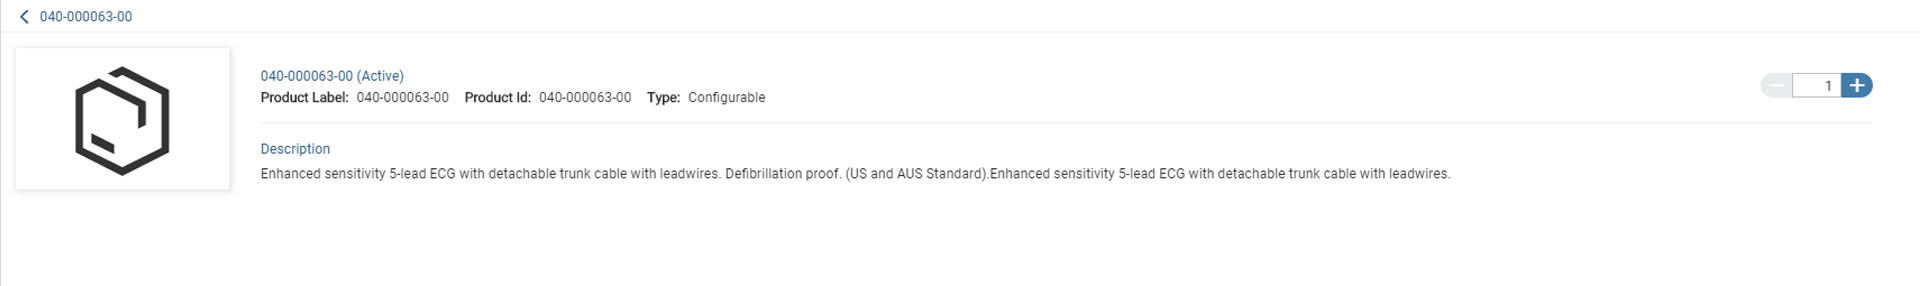 040-000063-00
040-000063-00 (Active)
Product Label: 040-000063-00 Product Id: 040-000063-00 Type: Configurable
1
Description
Enhanced sensitivity 5-lead ECG with detachable trunk cable with leadwires. Defibrillation proof. (US and AUS Standard).Enhanced sensitivity 5-lead ECG with detachable trunk cable with leadwires.